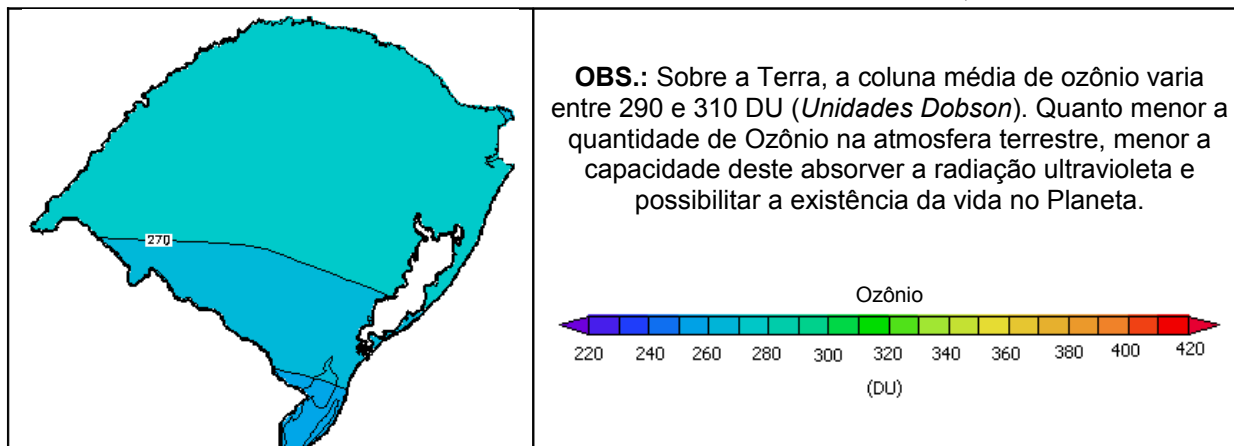 OBS.: Sobre a Terra, a coluna média de ozônio varia
entre 290 e 310 DU (Unidades Dobson). Quanto menor a
quantidade de Ozônio na atmosfera terrestre, menor a
capacidade deste absorver a radiação ultravioleta e
possibilitar a existência da vida no Planeta.
270
Ozônio
220 240 260 280 300 320 340 360 380 400 420
(DU)